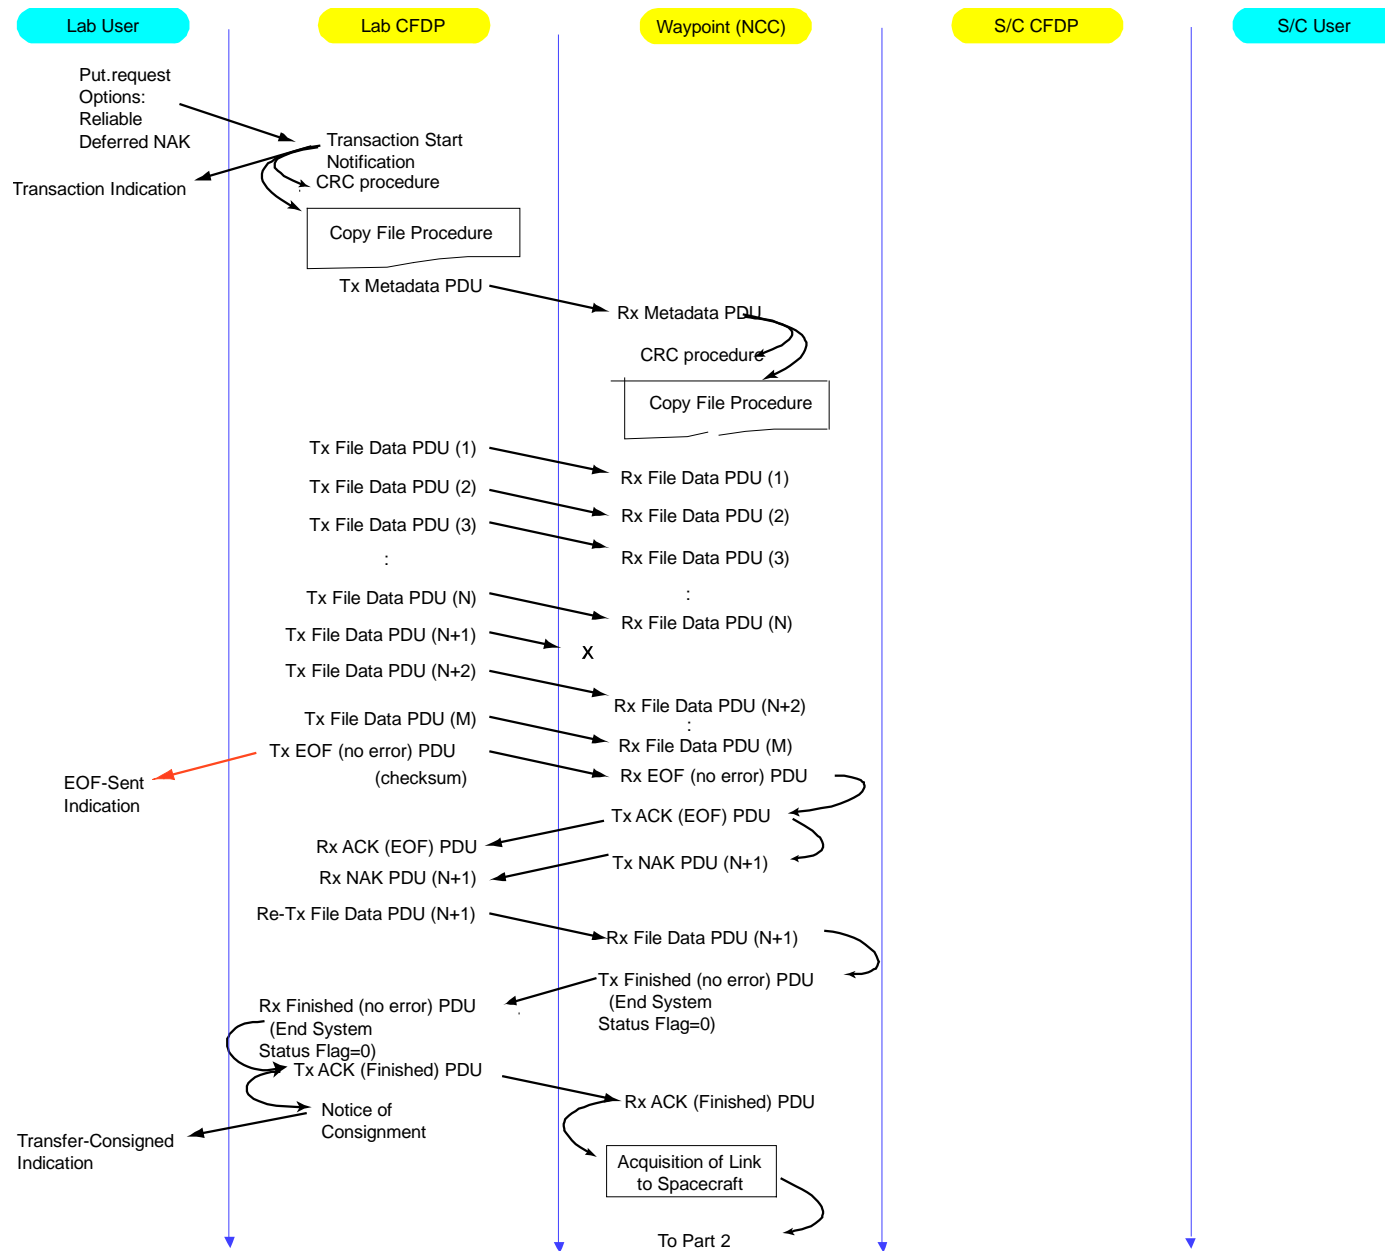 Lab User
Lab CFDP
Waypoint (NCC)
S/C CFDP
S/C User
Put.request
Options:
Reliable
Deferred NAK
Transaction Start
Notification
CRC procedure
Transaction Indication
Copy File Procedure
Tx Metadata PDU
Rx Metadata PDU
CRC procedure
Copy File Procedure
Tx File Data PDU (1)
Rx File Data PDU (1)
Tx File Data PDU (2)
Rx File Data PDU (2)
Tx File Data PDU (3)
Rx File Data PDU (3)
:
:
Tx File Data PDU (N)
Rx File Data PDU (N)
Tx File Data PDU (N+1)
X
Tx File Data PDU (N+2)
Rx File Data PDU (N+2)
:
Tx File Data PDU (M)
Rx File Data PDU (M)
Tx EOF (no error) PDU
(checksum)
Rx EOF (no error) PDU
EOF-Sent
Indication
Tx ACK (EOF) PDU
Rx ACK (EOF) PDU
Tx NAK PDU (N+1)
Rx NAK PDU (N+1)
Re-Tx File Data PDU (N+1)
Rx File Data PDU (N+1)
Tx Finished (no error) PDU
(End System
Status Flag=0)
Rx Finished (no error) PDU
(End System
Status Flag=0)
Tx ACK (Finished) PDU
Rx ACK (Finished) PDU
Notice of
Consignment
Transfer-Consigned
Indication
Acquisition of Link
to Spacecraft
To Part 2